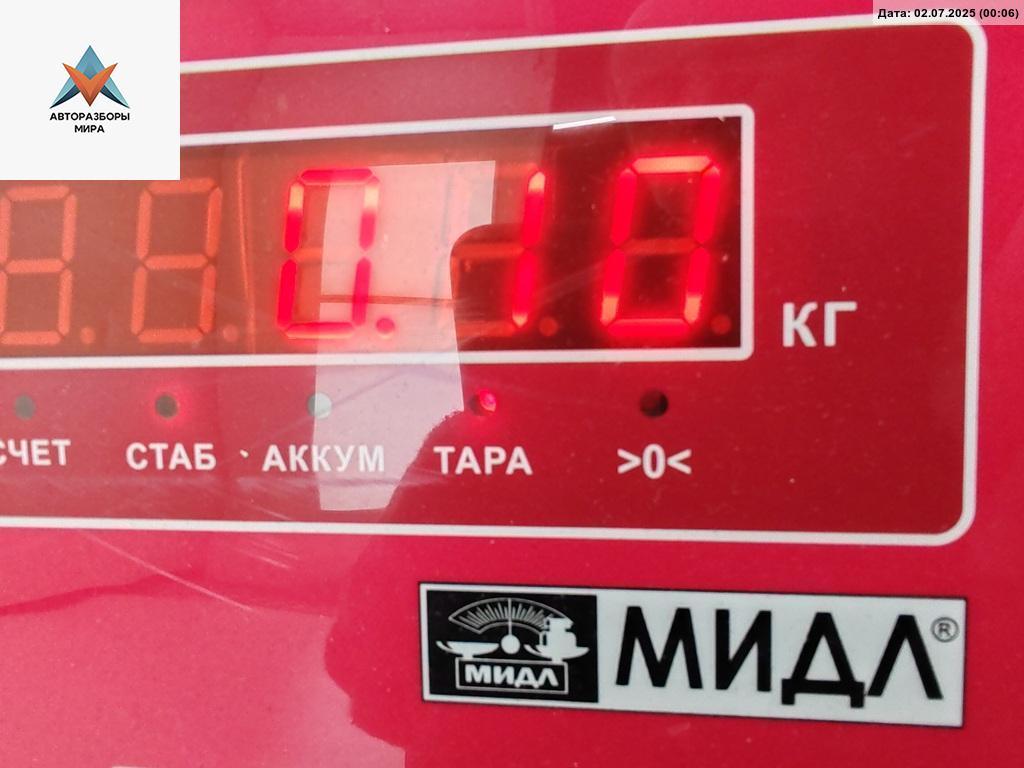 Дата: 02.07.2025 (00:06)
АВТОРАЗБОРЫ
МИРА
0.10
КГ
СЧЕТ СТАБ АККУМ ТАРА >0<
МИДЛ МИДЛ®